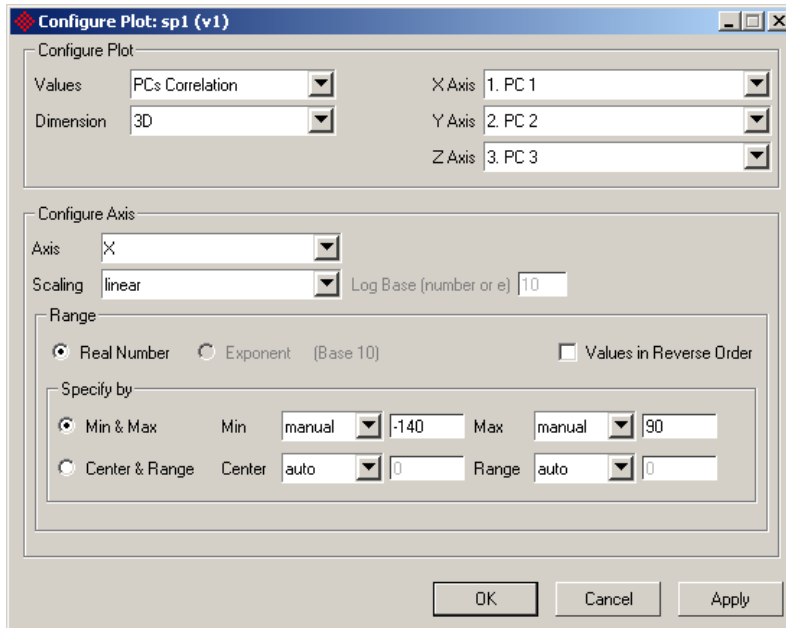 Configure Plot: sp1 (v1)
Configure Plot
Values PCs Correlation X Axis 1. PC 1
Dimension 3D Y Axis 2. PC 2
Z Axis 3. PC 3
Configure Axis
Axis X
Scaling linear Log Base (number or e) 10
Range
Real Number Exponent (Base 10) Values in Reverse Order
Specify by
Min & Max Min manual -140 Max manual 90
Center & Range Center auto 0 Range auto 0
OK Cancel Apply